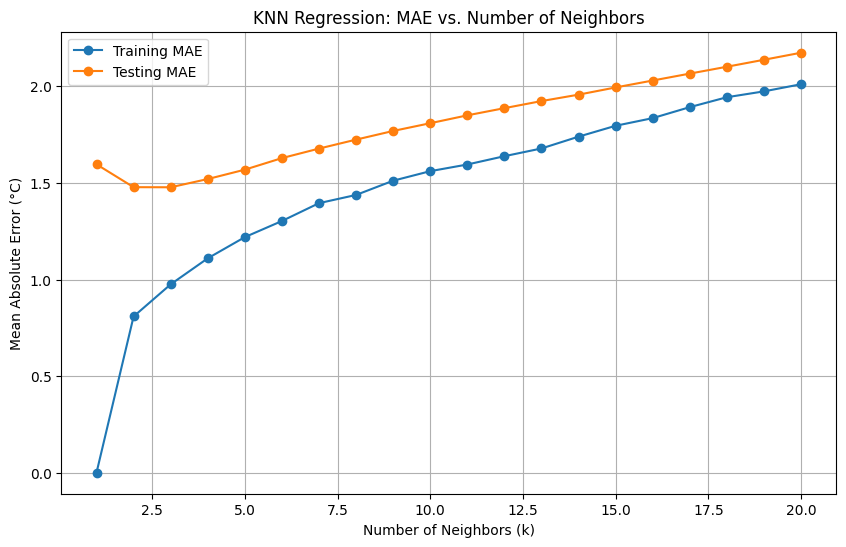 KNN Regression: MAE vs. Number of Neighbors
Training MAE
Testing MAE
Mean Absolute Error (°C)
2.0
1.5
1.0
0.5
0.0
2.5
5.0
7.5
10.0
12.5
15.0
17.5
20.0
Number of Neighbors (k)